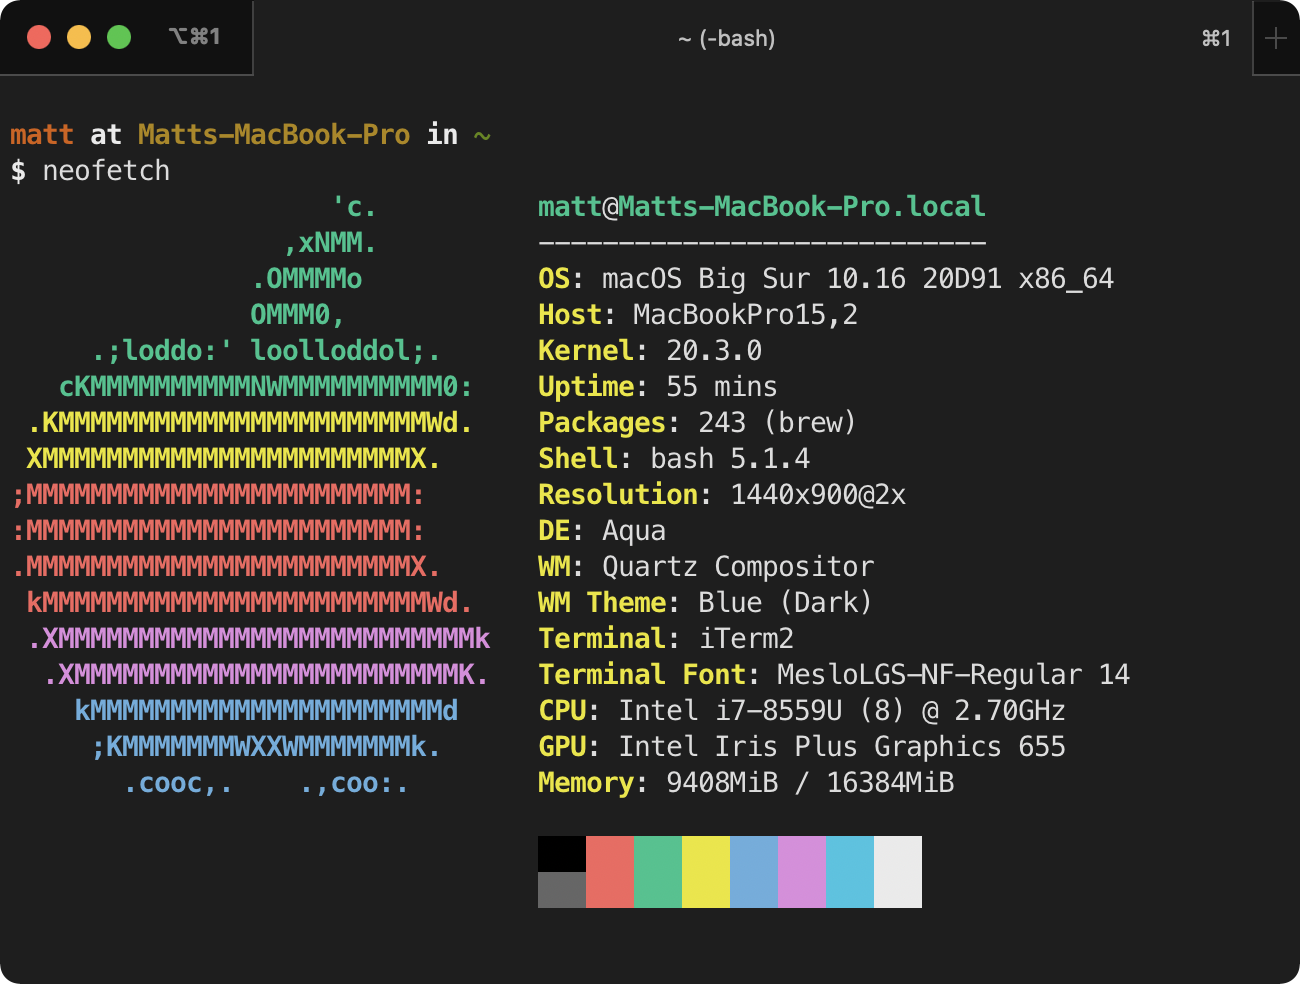 ⌥⌘1 ~ (-bash) ⌘1
matt at Matts-MacBook-Pro in ~
$ neofetch
'c. matt@Matts-MacBook-Pro.local
,xNMM. ----------------------------
.OMMMMo OS: macOS Big Sur 10.16 20D91 x86_64
OMMM0, Host: MacBookPro15,2
.;loddo:' loolloddol;. Kernel: 20.3.0
cKMMMMMMMMMMNWMMMMMMMMMM0: Uptime: 55 mins
.KMMMMMMMMMMMMMMMMMMMMMMMWd. Packages: 243 (brew)
XMMMMMMMMMMMMMMMMMMMMMMMX. Shell: bash 5.1.4
;MMMMMMMMMMMMMMMMMMMMMMMM: Resolution: 1440x900@2x
:MMMMMMMMMMMMMMMMMMMMMMMM: DE: Aqua
.MMMMMMMMMMMMMMMMMMMMMMMMX. WM: Quartz Compositor
kMMMMMMMMMMMMMMMMMMMMMMMMWd. WM Theme: Blue (Dark)
.XMMMMMMMMMMMMMMMMMMMMMMMMMMk Terminal: iTerm2
.XMMMMMMMMMMMMMMMMMMMMMMMMK. Terminal Font: MesloLGS-NF-Regular 14
kMMMMMMMMMMMMMMMMMMMMMMd CPU: Intel i7-8559U (8) @ 2.70GHz
;KMMMMMMMWXXWMMMMMMMk. GPU: Intel Iris Plus Graphics 655
.cooc,. .,coo:. Memory: 9408MiB / 16384MiB